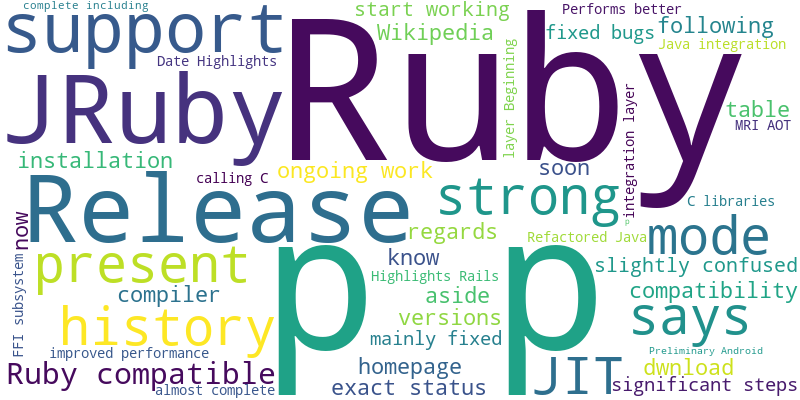 complete including
support
Date Highlights
start working
Wikipedia
Performs better
fixed bugs
following
Java integration
JRuby
Ruby
layer Beginning
integration layer
table
MRI AOT
installation
calling C
ongoing work
soon
C libraries
Release
strong
mode
now
regards
p
Refactored Java
present
know
slightly confused
FFI subsystem
compiler
Highlights Rails
aside
compatibility
history
p
p
versions
says
mainly fixed
improved performance
Preliminary Android
Ruby compatible
homepage
JIT
dwnload
almost complete
exact status
significant steps